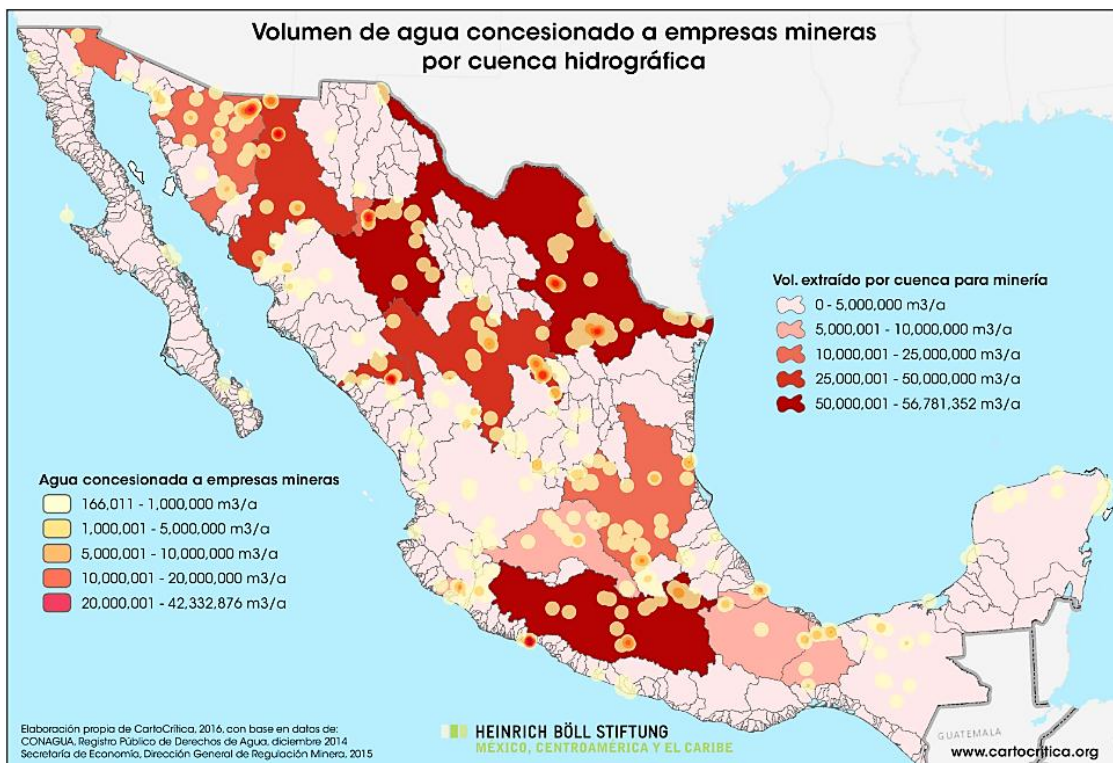 Volumen de agua concesionado a empresas mineras
por cuenca hidrográfica
Vol. extraído por cuenca para minería
0 - 5,000,000 m3/a
5,000,001 - 10,000,000 m3/a
10,000,001 - 25,000,000 m3/a
25,000,001 - 50,000,000 m3/a
50,000,001 - 56,781,352 m3/a
Agua concesionada a empresas mineras
166,011 - 1,000,000 m3/a
1,000,001 - 5,000,000 m3/a
5,000,001 - 10,000,000 m3/a
10,000,001 - 20,000,000 m3/a
20,000,001 - 42,332,876 m3/a
Elaboración propia de CartoCrítica, 2016, con base en datos de:
CONAGUA, Registro Público de Derechos de Agua, diciembre 2014
Secretaría de Economía, Dirección General de Regulación Minera, 2015
HEINRICH BÖLL STIFTUNG
MÉXICO, CENTROAMÉRICA Y EL CARIBE
GUATEMALA
www.cartocritica.org